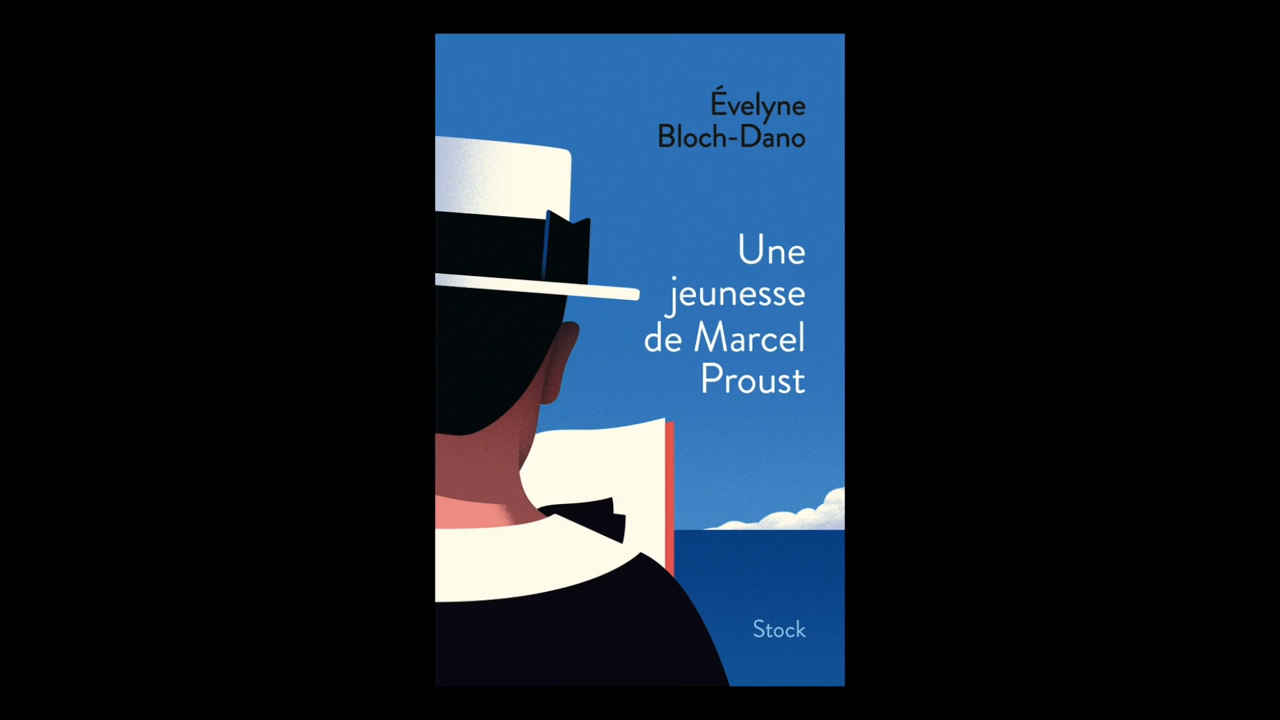 Évelyne
Bloch-Dano
Une
jeunesse
de Marcel
Proust
Stock